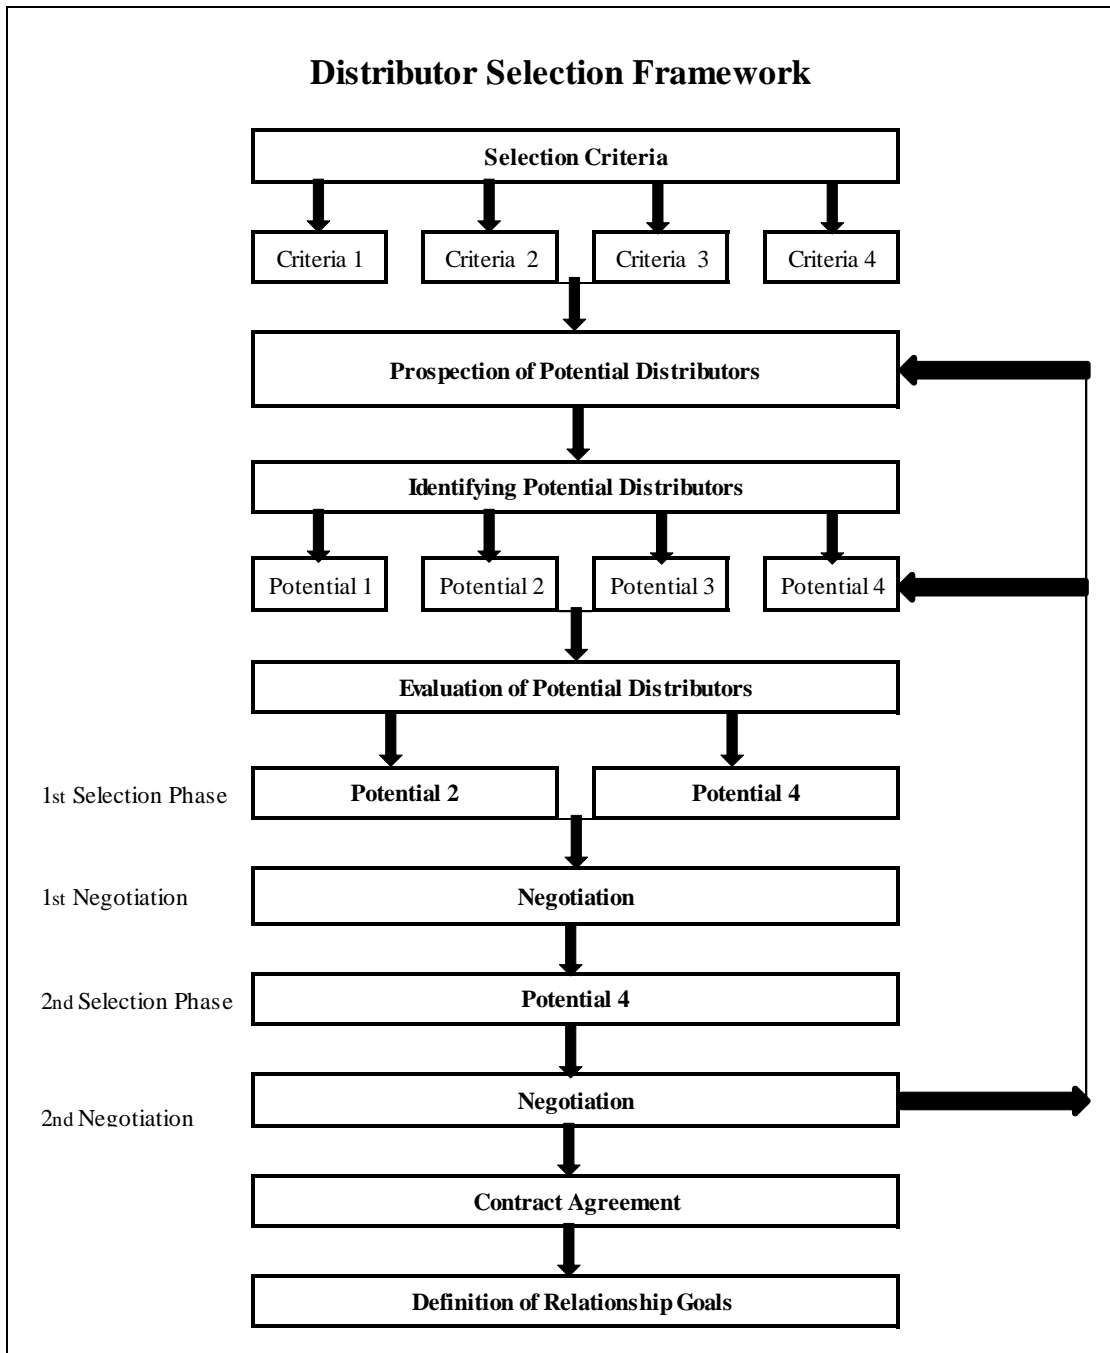 Distributor Selection Framework
Selection Criteria
Criteria 1
Criteria 2
Criteria 3
Criteria 4
Prospection of Potential Distributors
Identifying Potential Distributors
Potential 1
Potential 2
Potential 3
Potential 4
Evaluation of Potential Distributors
1st Selection Phase
Potential 2
Potential 4
1st Negotiation
Negotiation
2nd Selection Phase
Potential 4
2nd Negotiation
Negotiation
Contract Agreement
Definition of Relationship Goals